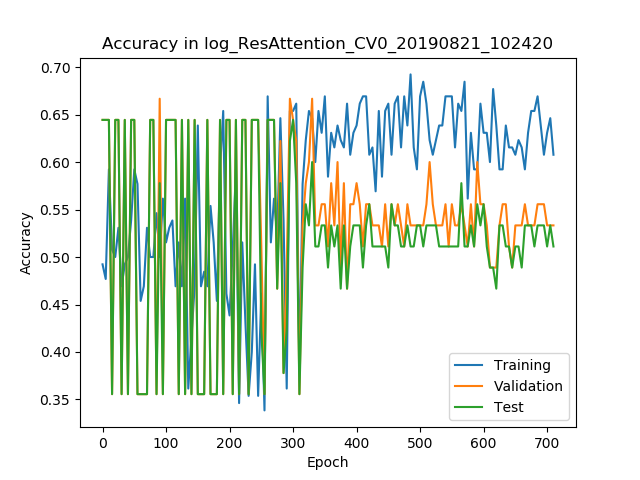 Accuracy in log_ResAttention_CV0_20190821_102420
0.70
0.65
0.60
0.55
0.50
0.45
0.40
0.35
Accuracy
0 100 200 300 400 500 600 700
Epoch
Training
Validation
Test